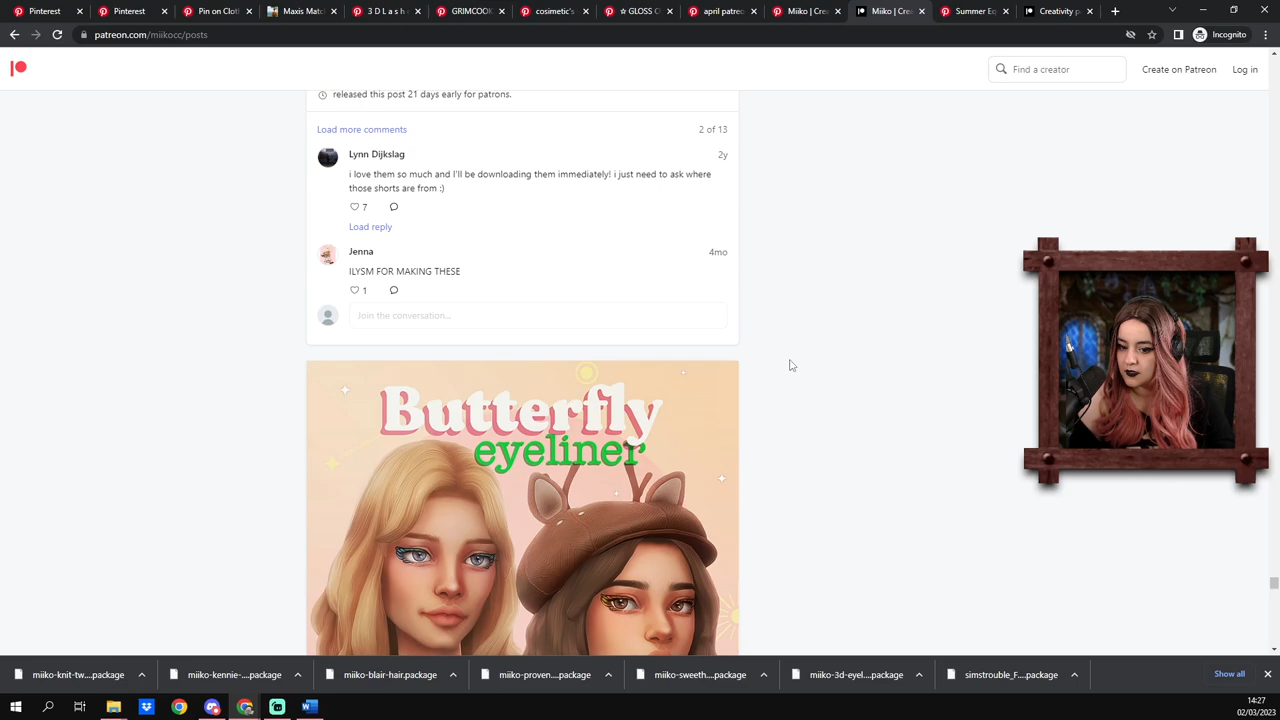 Pinterest
Pinterest
Pin on Clot
Maxis Mat
3 D L a s h
GRIMCOOK
cosmetic's
☆ GLOSS C
april patre
Miiko | Cre
Miiko | Cre
Summer Eq
Creativity p
patreon.com/miikocc/posts
Incognito
Find a creator
Create on Patreon
Log in
released this post 21 days early for patrons.
Load more comments
2 of 13
Lynn Dijkslag
2y
i love them so much and I'll be downloading them immediately! i just need to ask where
those shorts are from :)
7
Load reply
Jenna
4mo
ILYSM FOR MAKING THESE
1
Join the conversation...
Butterfly
eyeliner
miiko-knit-tw....package
miiko-kennie-....package
miiko-blair-hair.package
miiko-proven....package
miiko-sweeth....package
miiko-3d-eyel....package
simstrouble_F....package
Show all
14:27
02/03/2023